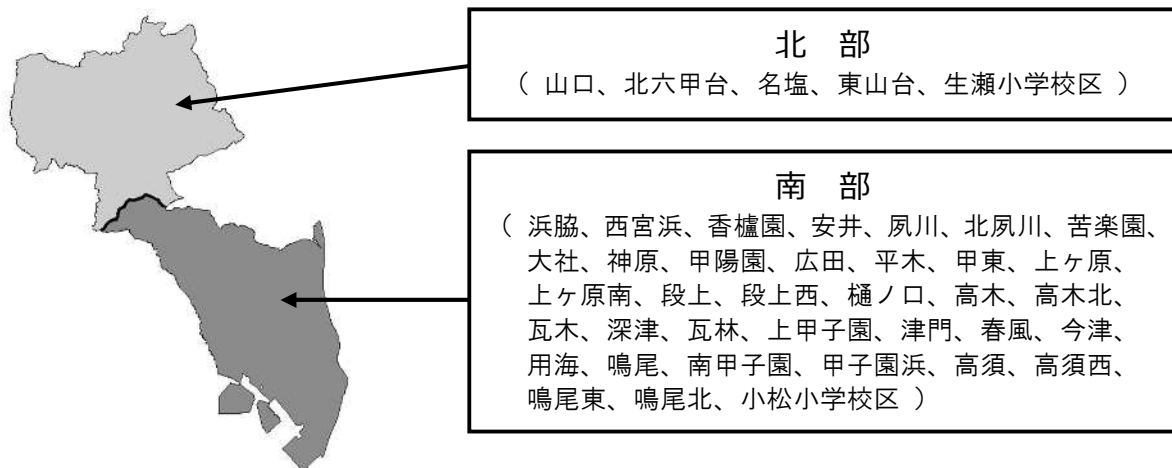 北 部
（ 山口、北六甲台、名塩、東山台、生瀬小学校区 ）
南 部
（ 浜脇、西宮浜、香櫨園、安井、夙川、北夙川、苦楽園、
大社、神原、甲陽園、広田、平木、甲東、上ヶ原、
上ヶ原南、段上、段上西、樋ノ口、高木、高木北、
瓦木、深津、瓦林、上甲子園、津門、春風、今津、
用海、鳴尾、南甲子園、甲子園浜、高須、高須西、
鳴尾東、鳴尾北、小松小学校区 ）